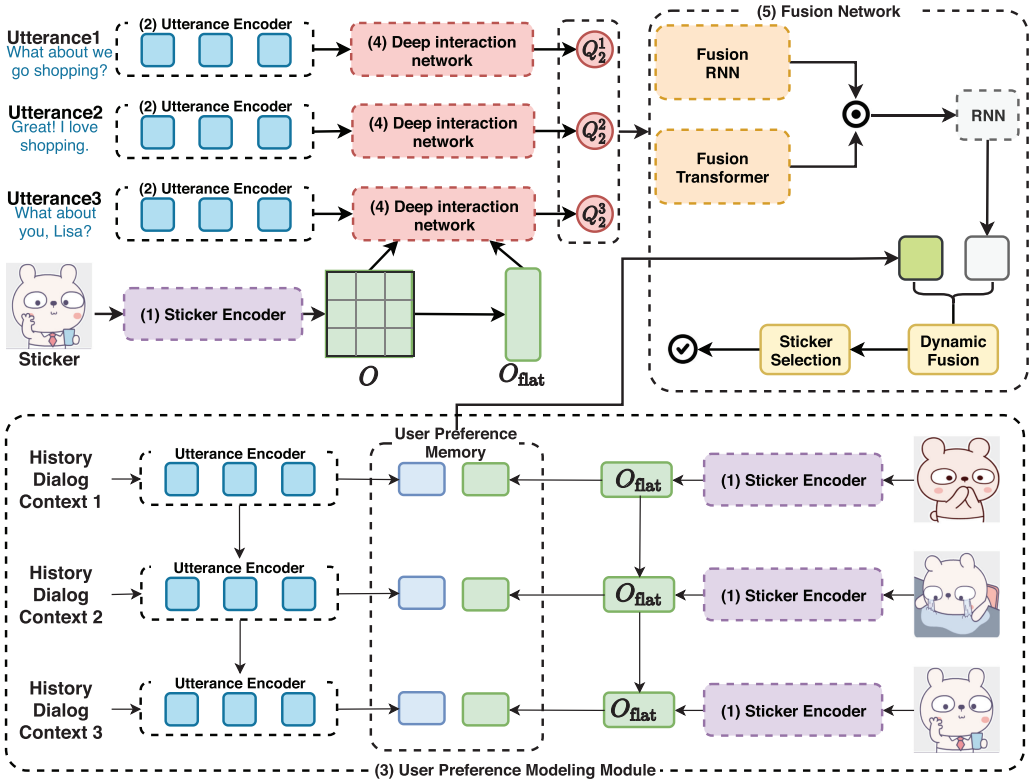 (5) Fusion Network
Utterance1
What about we
go shopping?
(2) Utterance Encoder
(4) Deep interaction
network
Q_2^1
Utterance2
Great! I love
shopping.
(2) Utterance Encoder
(4) Deep interaction
network
Q_2^2
Utterance3
What about
you, Lisa?
(2) Utterance Encoder
(4) Deep interaction
network
Q_2^3
Fusion
RNN
Fusion
Transformer
RNN
Sticker
(1) Sticker Encoder
O
O_flat
Sticker
Selection
Dynamic
Fusion
User Preference
Memory
History
Dialog
Context 1
Utterance Encoder
O_flat
(1) Sticker Encoder
History
Dialog
Context 2
Utterance Encoder
O_flat
(1) Sticker Encoder
History
Dialog
Context 3
Utterance Encoder
O_flat
(1) Sticker Encoder
(3) User Preference Modeling Module